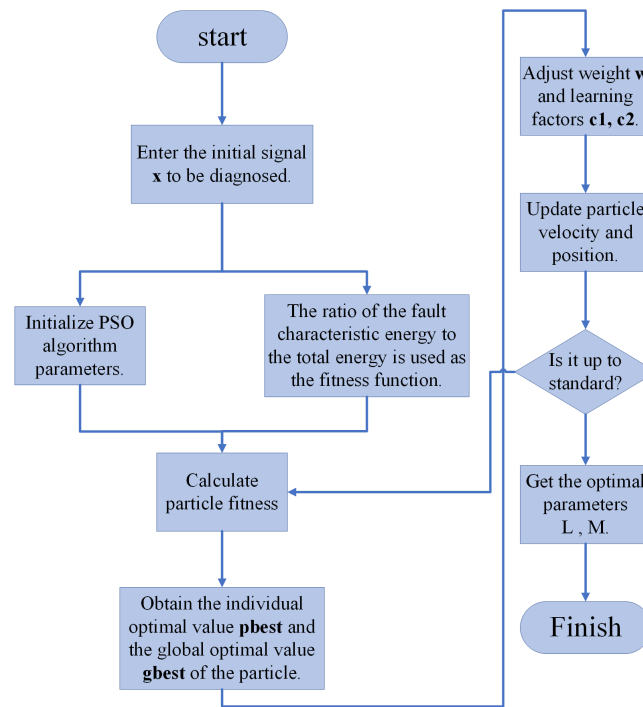 start
Enter the initial signal
x to be diagnosed.
Initialize PSO
algorithm
parameters.
The ratio of the fault
characteristic energy to
the total energy is used as
the fitness function.
Calculate
particle fitness
Obtain the individual
optimal value pbest and
the global optimal value
gbest of the particle.
Adjust weight w
and learning
factors c1, c2.
Update particle
velocity and
position.
Is it up to
standard?
Get the optimal
parameters
L , M.
Finish